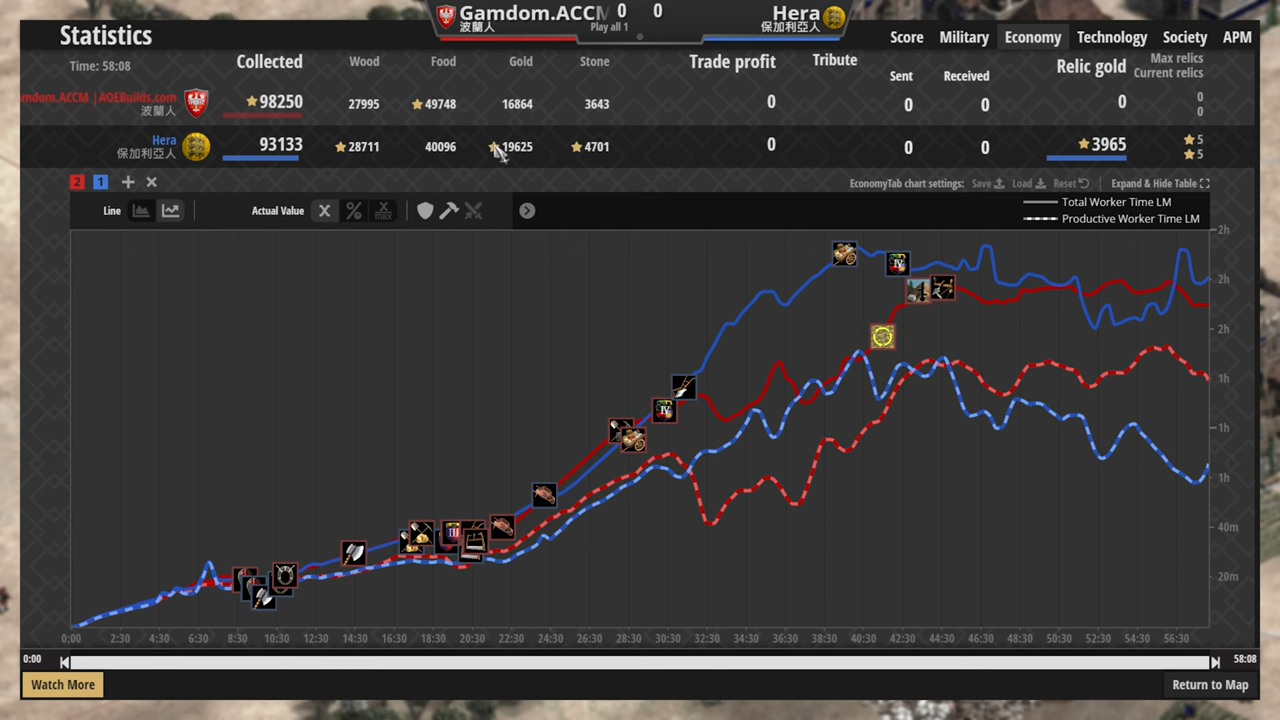 Gamdom.ACCM 0 0 Hera
波蘭人 Play all 1 保加利亞人
Statistics
Score Military Economy Technology Society APM
Time: 58:08
Collected Wood Food Gold Stone Trade profit Tribute Sent Received Relic gold Max relics
Current relics
mdom.ACCM | AOEBuilds.com
波蘭人
98250 27995 49748 16864 3643 0 0 0 0 0
0
Hera
保加利亞人
93133 28711 40096 19625 4701 0 0 0 3965 5
5
2 1 + ×
EconomyTab chart settings: Save Load Reset Expand & Hide Table
Line Actual Value X % X max
Total Worker Time LM
Productive Worker Time LM
2h
2h
2h
1h
1h
1h
40m
20m
IV
IV
III
0:00 2:30 4:30 6:30 8:30 10:30 12:30 14:30 16:30 18:30 20:30 22:30 24:30 26:30 28:30 30:30 32:30 34:30 36:30 38:30 40:30 42:30 44:30 46:30 48:30 50:30 52:30 54:30 56:30
0:00 58:08
Watch More Return to Map